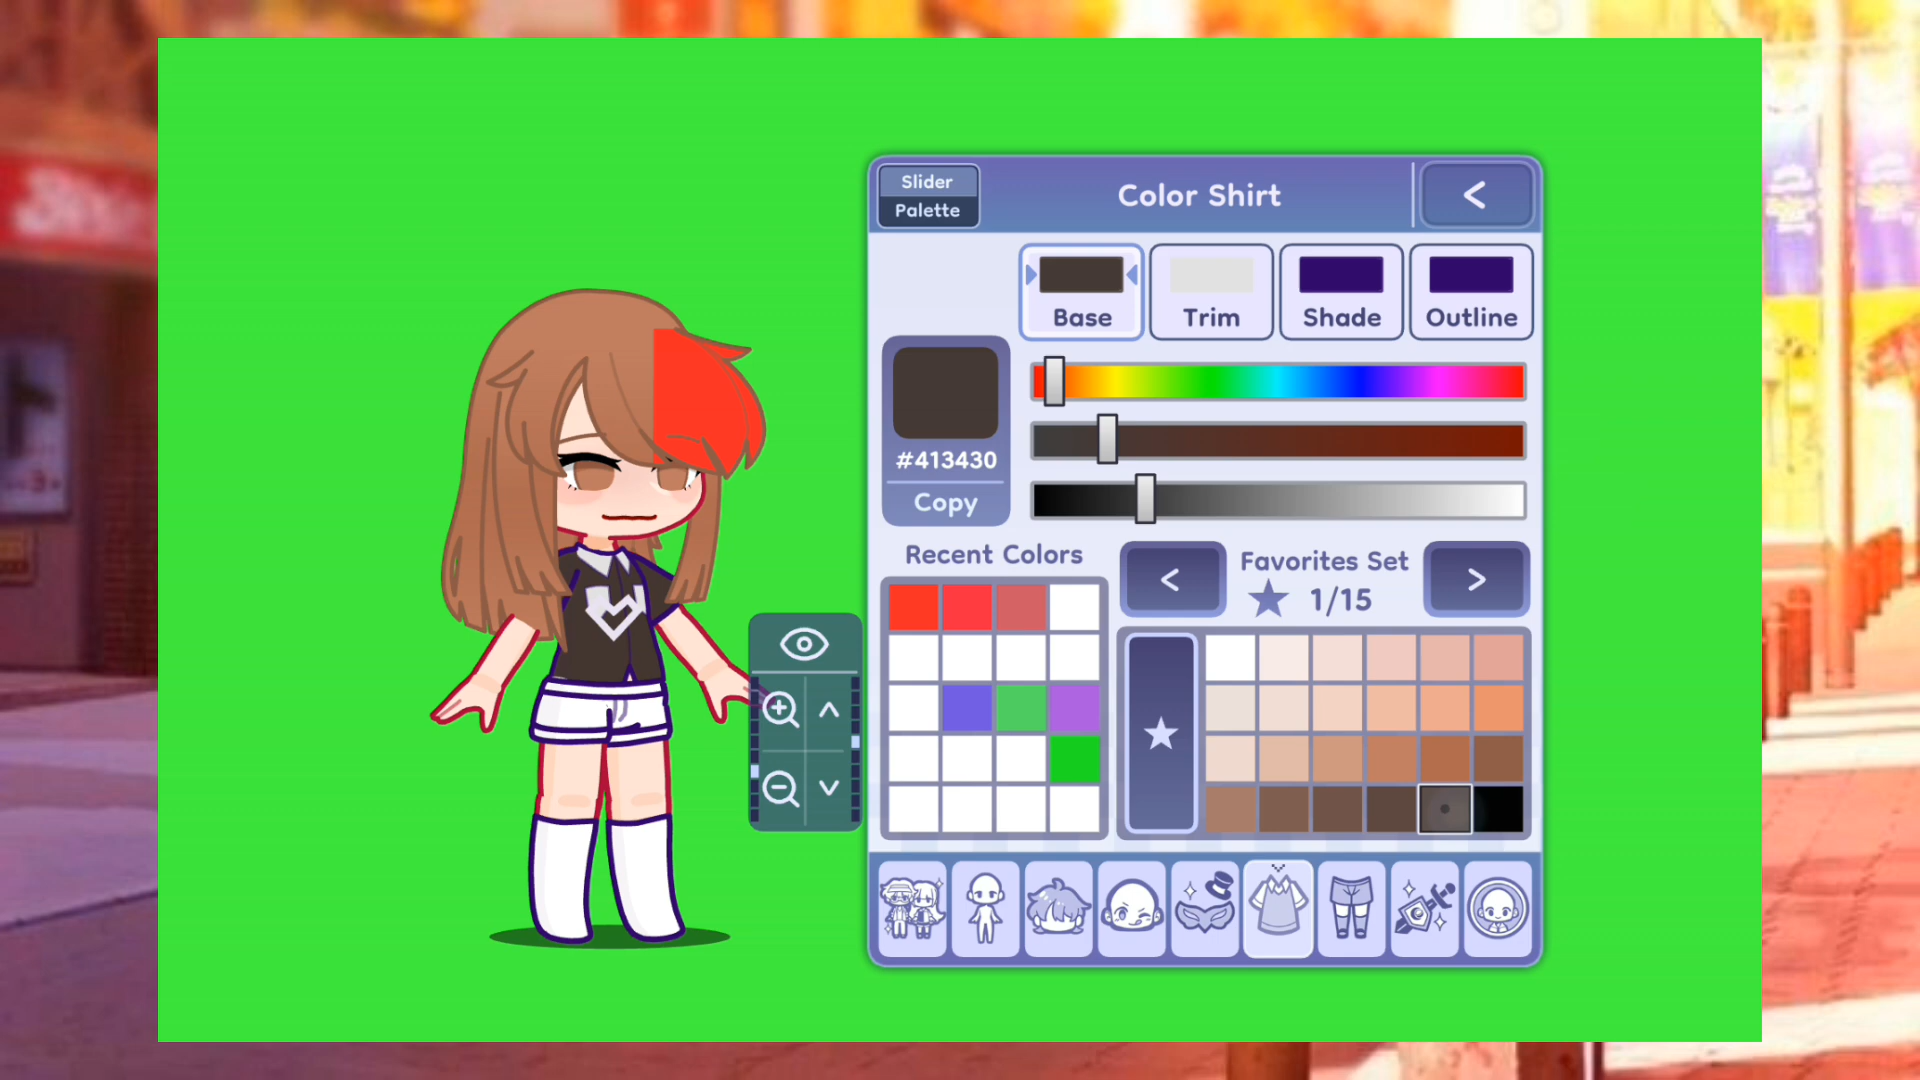 Slider
Palette
Color Shirt
Base
Trim
Shade
Outline
#413430
Copy
Recent Colors
Favorites Set
1/15